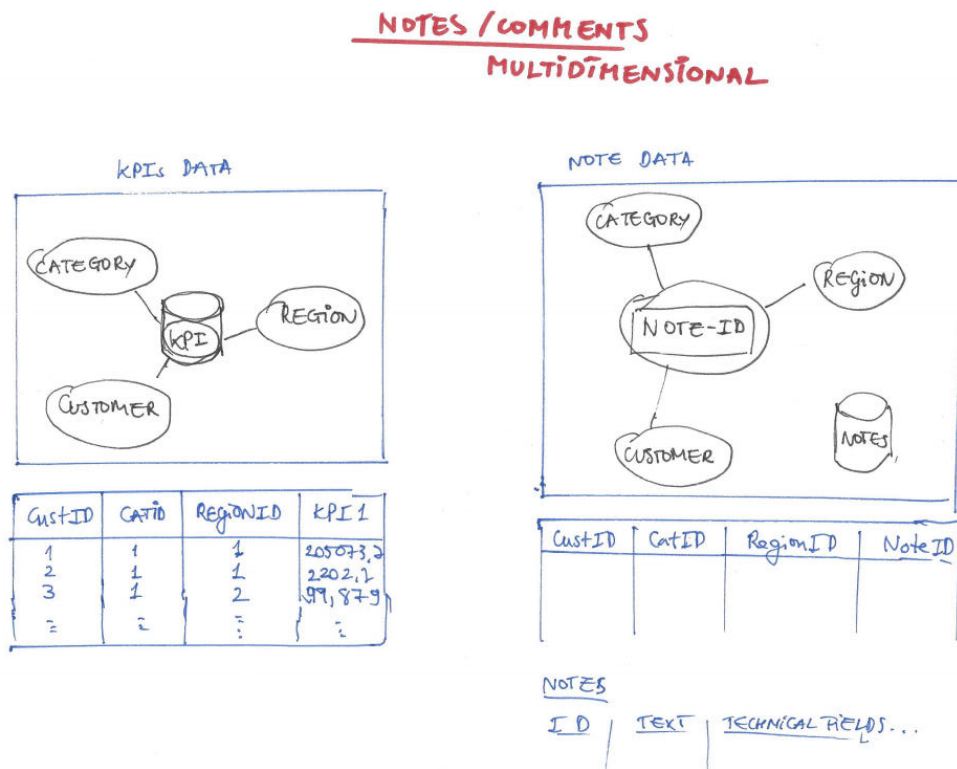 NOTES / COMMENTS
MULTIDIMENSIONAL
KPIs DATA
CATEGORY
REGION
KPI
CUSTOMER
CustID CATID REGIONID KPI 1
1 1 1 205073,2
2 1 1 2202,1
3 1 2 99,879
NOTE DATA
CATEGORY
REGION
NOTE-ID
CUSTOMER
NOTES
CustID CatID RegionID NoteID
NOTES
ID TEXT TECHNICAL FIELDS...